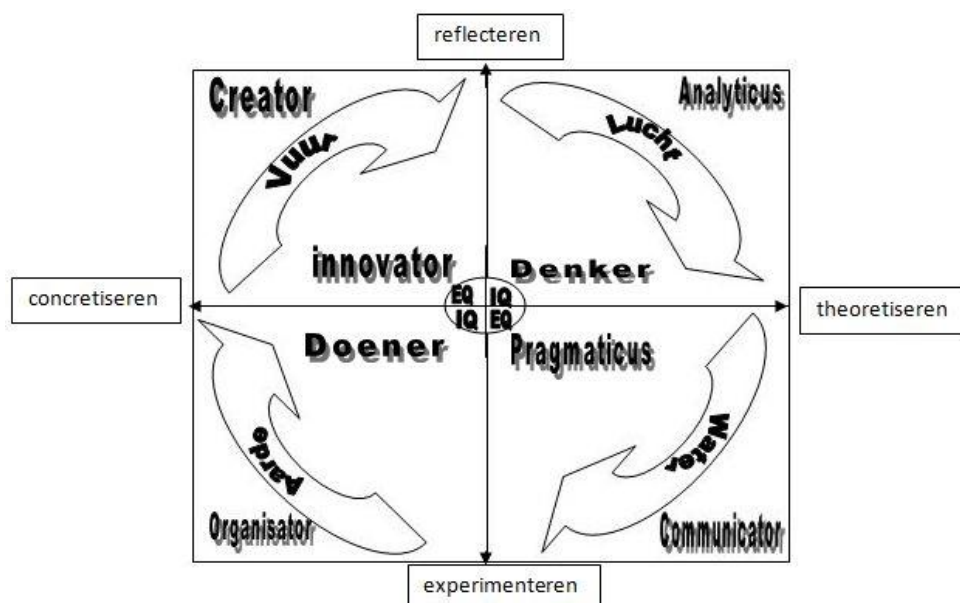 reflecteren
Creator
Analyticus
Vuur
Lucht
innovator
Denker
EQ IQ
concretiseren
theoretiseren
IQ EQ
Doener
Pragmaticus
Aarde
Water
Organisator
Communicator
experimenteren